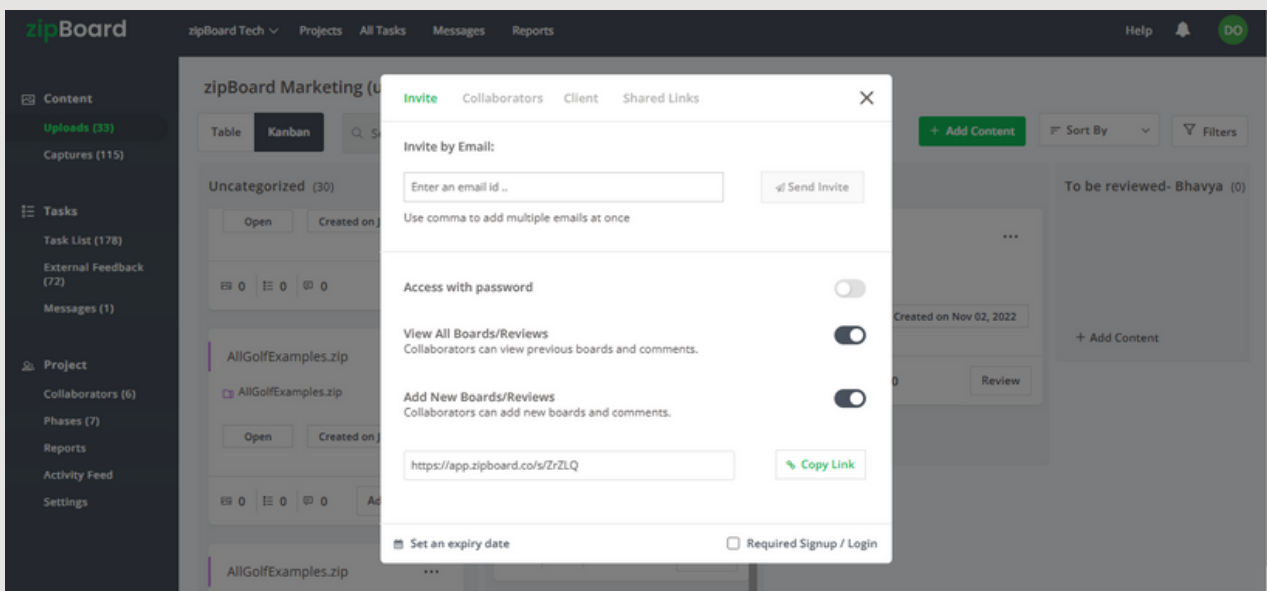 zipBoard
zipBoard Tech
Projects
All Tasks
Messages
Reports
Help
DO
Content
Uploads (33)
Captures (115)
Tasks
Task List (178)
External Feedback
(72)
Messages (1)
Project
Collaborators (6)
Phases (7)
Reports
Activity Feed
Settings
zipBoard Marketing (u
Table
Kanban
+ Add Content
Sort By
Filters
Uncategorized (30)
Open
Created on J
0 0 0
AllGolfExamples.zip
AllGolfExamples.zip
Open
Created on J
0 0 0
Ad
AllGolfExamples.zip
...
Invite
Collaborators
Client
Shared Links
Invite by Email:
Enter an email id ..
Send Invite
Use comma to add multiple emails at once
Access with password
View All Boards/Reviews
Collaborators can view previous boards and comments.
Add New Boards/Reviews
Collaborators can add new boards and comments.
https://app.zipboard.co/s/ZrZLQ
Copy Link
Set an expiry date
Required Signup / Login
...
Created on Nov 02, 2022
0
Review
To be reviewed- Bhavya (0)
+ Add Content